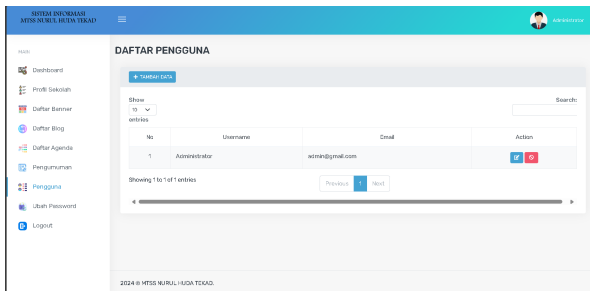 SISTEM INFORMASI
MTSS NURUL HUDA TEKAD
Administrator
MAIN
Dashboard
Profil Sekolah
Daftar Banner
Daftar Blog
Daftar Agenda
Pengumuman
Pengguna
Ubah Password
Logout
DAFTAR PENGGUNA
+ TAMBAH DATA
Show
10
entries
Search:
No Username Email Action
1 Administrator admin@gmail.com
Showing 1 to 1 of 1 entries
Previous 1 Next
2024 © MTSS NURUL HUDA TEKAD.